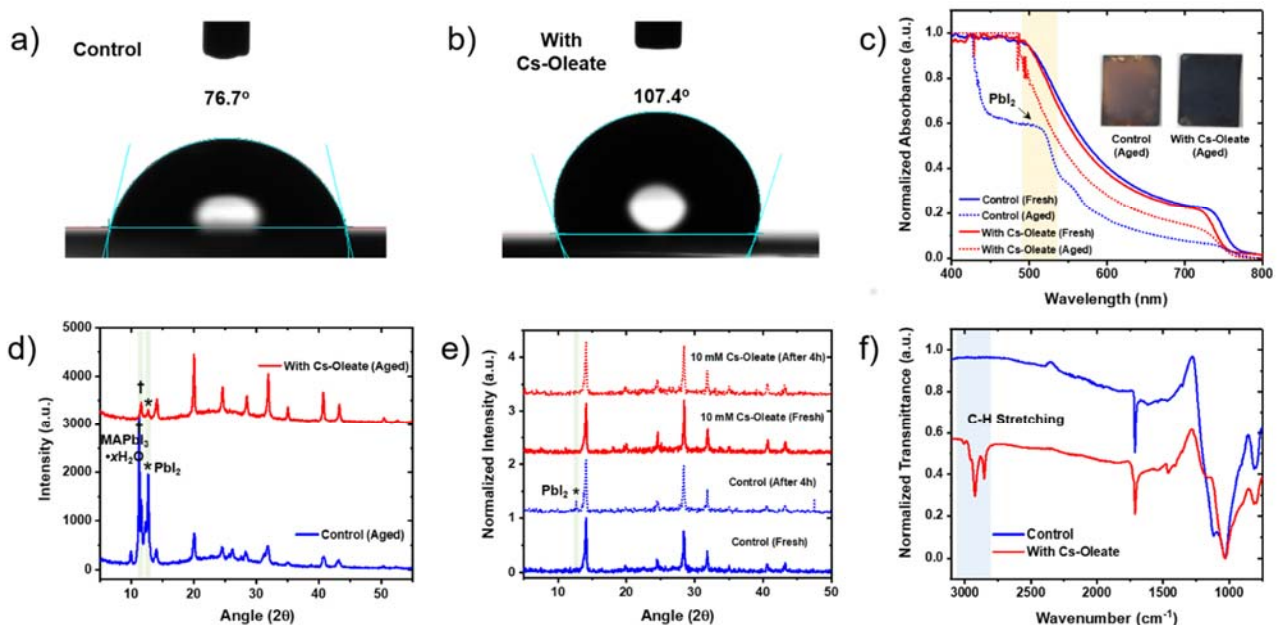 a)
Control
76.7°
b)
With
Cs-Oleate
107.4°
c)
Normalized Absorbance (a.u.)
1.0
0.8
0.6
0.4
0.2
0.0
PbI₂
Control
(Aged)
With Cs-Oleate
(Aged)
Control (Fresh)
Control (Aged)
With Cs-Oleate (Fresh)
With Cs-Oleate (Aged)
400 500 600 700 800
Wavelength (nm)
d)
Intensity (a.u.)
5000
4000
3000
2000
1000
0
With Cs-Oleate (Aged)
†
*
†
MAPbI₃
•xH₂O
* PbI₂
Control (Aged)
10 20 30 40 50
Angle (2θ)
e)
Normalized Intensity (a.u.)
4
3
2
1
0
10 mM Cs-Oleate (After 4h)
10 mM Cs-Oleate (Fresh)
PbI₂ *
Control (After 4h)
Control (Fresh)
5 10 20 30 40 50
Angle (2θ)
f)
Normalized Transmittance (a.u.)
1.0
0.8
0.6
0.4
0.2
0.0
C-H Stretching
Control
With Cs-Oleate
3000 2500 2000 1500 1000
Wavenumber (cm⁻¹)